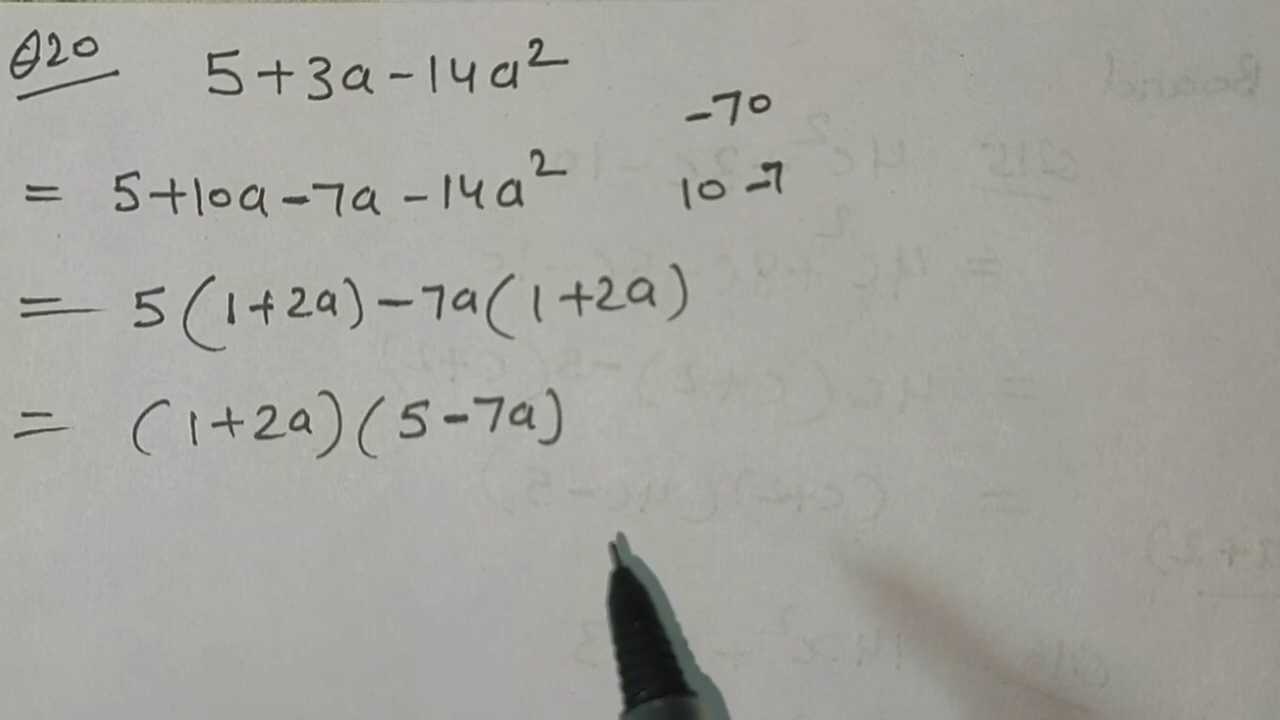 Q20 5+3a-14a²
-70
= 5+10a-7a-14a² 10 -7
= 5(1+2a)-7a(1+2a)
= (1+2a)(5-7a)